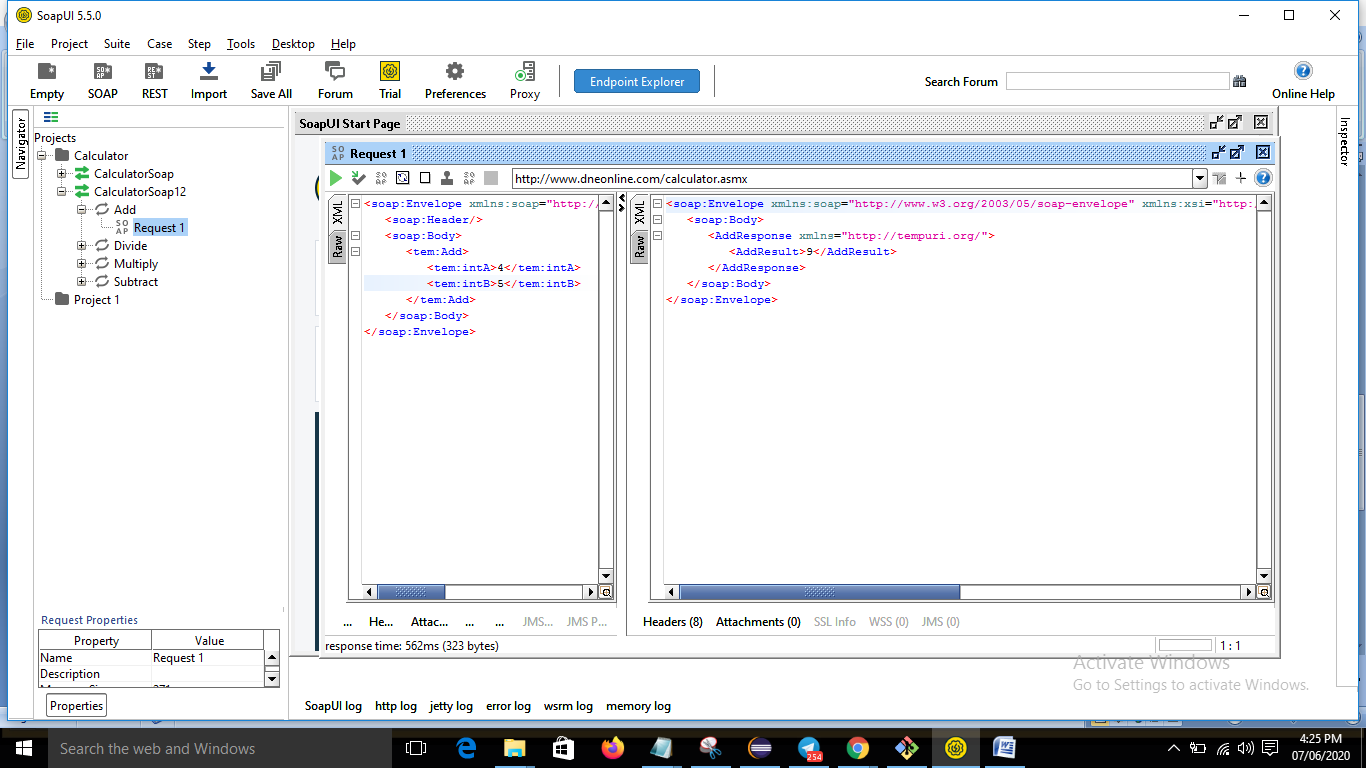 SoapUI 5.5.0
File Project Suite Case Step Tools Desktop Help
Empty SOAP REST Import Save All Forum Trial Preferences Proxy Endpoint Explorer Search Forum Online Help
Navigator
Projects
Calculator
CalculatorSoap
CalculatorSoap12
Add
SO AP Request 1
Divide
Multiply
Subtract
Project 1
Request Properties
Property Value
Name Request 1
Description
Properties
SoapUI Start Page
SO AP Request 1
http://www.dneonline.com/calculator.asmx
XML
Raw
<soap:Envelope xmlns:soap="http:/
<soap:Header/>
<soap:Body>
<tem:Add>
<tem:intA>4</tem:intA>
<tem:intB>5</tem:intB>
</tem:Add>
</soap:Body>
</soap:Envelope>
XML
Raw
<soap:Envelope xmlns:soap="http://www.w3.org/2003/05/soap-envelope" xmlns:xsi="http:
<soap:Body>
<AddResponse xmlns="http://tempuri.org/">
<AddResult>9</AddResult>
</AddResponse>
</soap:Body>
</soap:Envelope>
... He... Attac... ... ... JMS... JMS P...
Headers (8) Attachments (0) SSL Info WSS (0) JMS (0)
response time: 562ms (323 bytes)
1 : 1
Inspector
Activate Windows
Go to Settings to activate Windows.
SoapUI log http log jetty log error log wsrm log memory log
Search the web and Windows
254
4:25 PM
07/06/2020